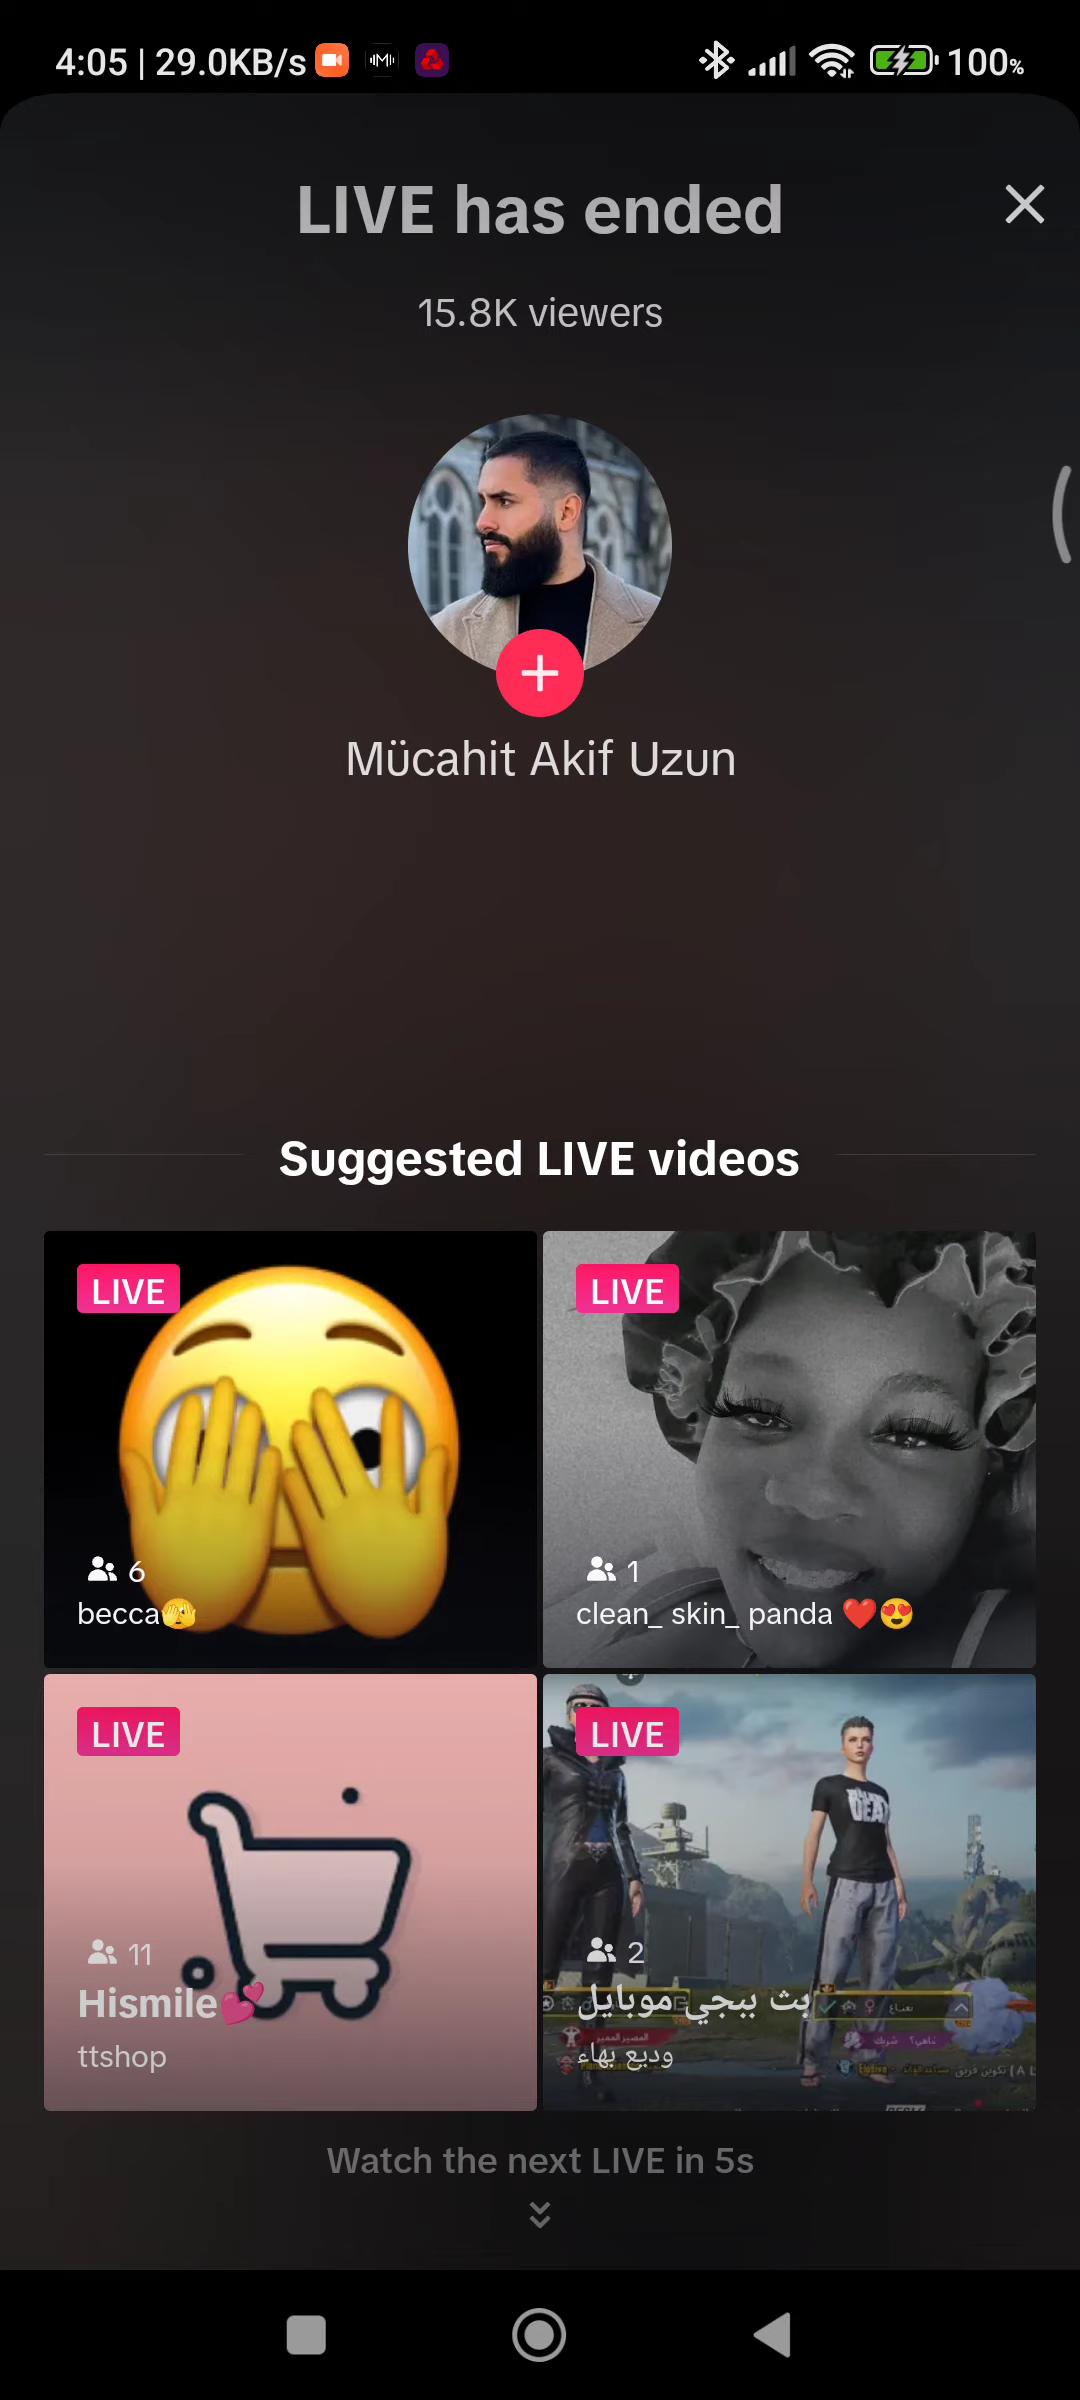 4:05 | 29.0KB/s
100%
LIVE has ended
15.8K viewers
Mücahit Akif Uzun
Suggested LIVE videos
LIVE
6
becca🫣
LIVE
1
clean_ skin_ panda ❤️😍
LIVE
11
Hismile💕
ttshop
LIVE
2
بث ببجي موبايل
وديع بهاء
Watch the next LIVE in 5s